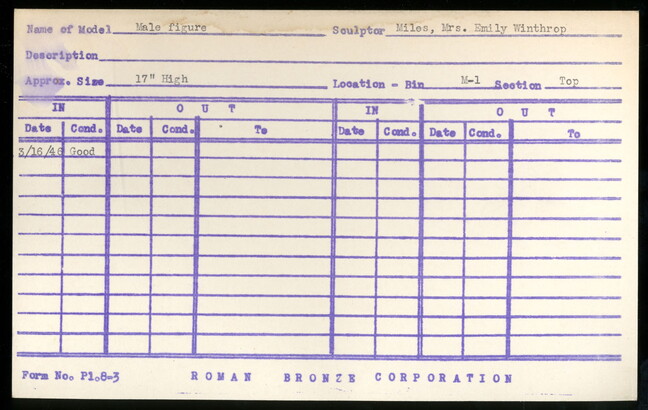 Name of Model Male figure Sculptor Miles, Mrs. Emily Winthrop
Description
Approx. Size 17" High Location - Bin M-1 Section Top
IN OUT IN OUT
Date Cond. Date Cond. To Date Cond. Date Cond. To
3/16/46 Good
Form No. P1.8-3 ROMAN BRONZE CORPORATION